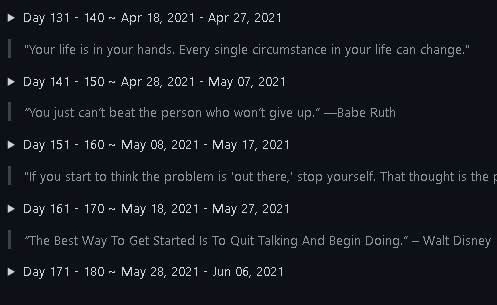 ▶ Day 131 - 140 ~ Apr 18, 2021 - Apr 27, 2021
"Your life is in your hands. Every single circumstance in your life can change."
▶ Day 141 - 150 ~ Apr 28, 2021 - May 07, 2021
“You just can’t beat the person who won’t give up.” —Babe Ruth
▶ Day 151 - 160 ~ May 08, 2021 - May 17, 2021
"If you start to think the problem is 'out there,' stop yourself. That thought is the
▶ Day 161 - 170 ~ May 18, 2021 - May 27, 2021
“The Best Way To Get Started Is To Quit Talking And Begin Doing.” – Walt Disney
▶ Day 171 - 180 ~ May 28, 2021 - Jun 06, 2021